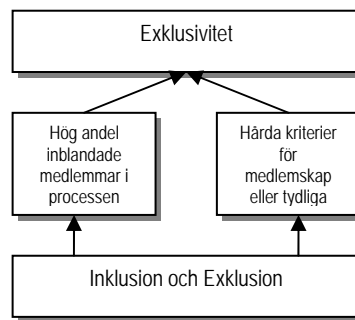 Exklusivitet
Hög andel
inblandade
medlemmar i
processen
Hårda kriterier
för
medlemskap
eller tydliga
Inklusion och Exklusion